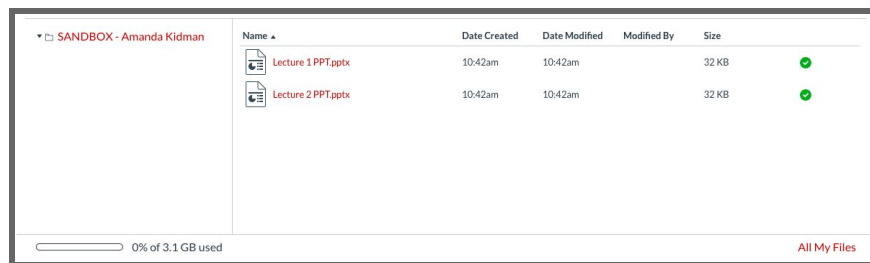 SANDBOX - Amanda Kidman
Name Date Created Date Modified Modified By Size
Lecture 1 PPT.pptx 10:42am 10:42am 32 KB
Lecture 2 PPT.pptx 10:42am 10:42am 32 KB
0% of 3.1 GB used
All My Files